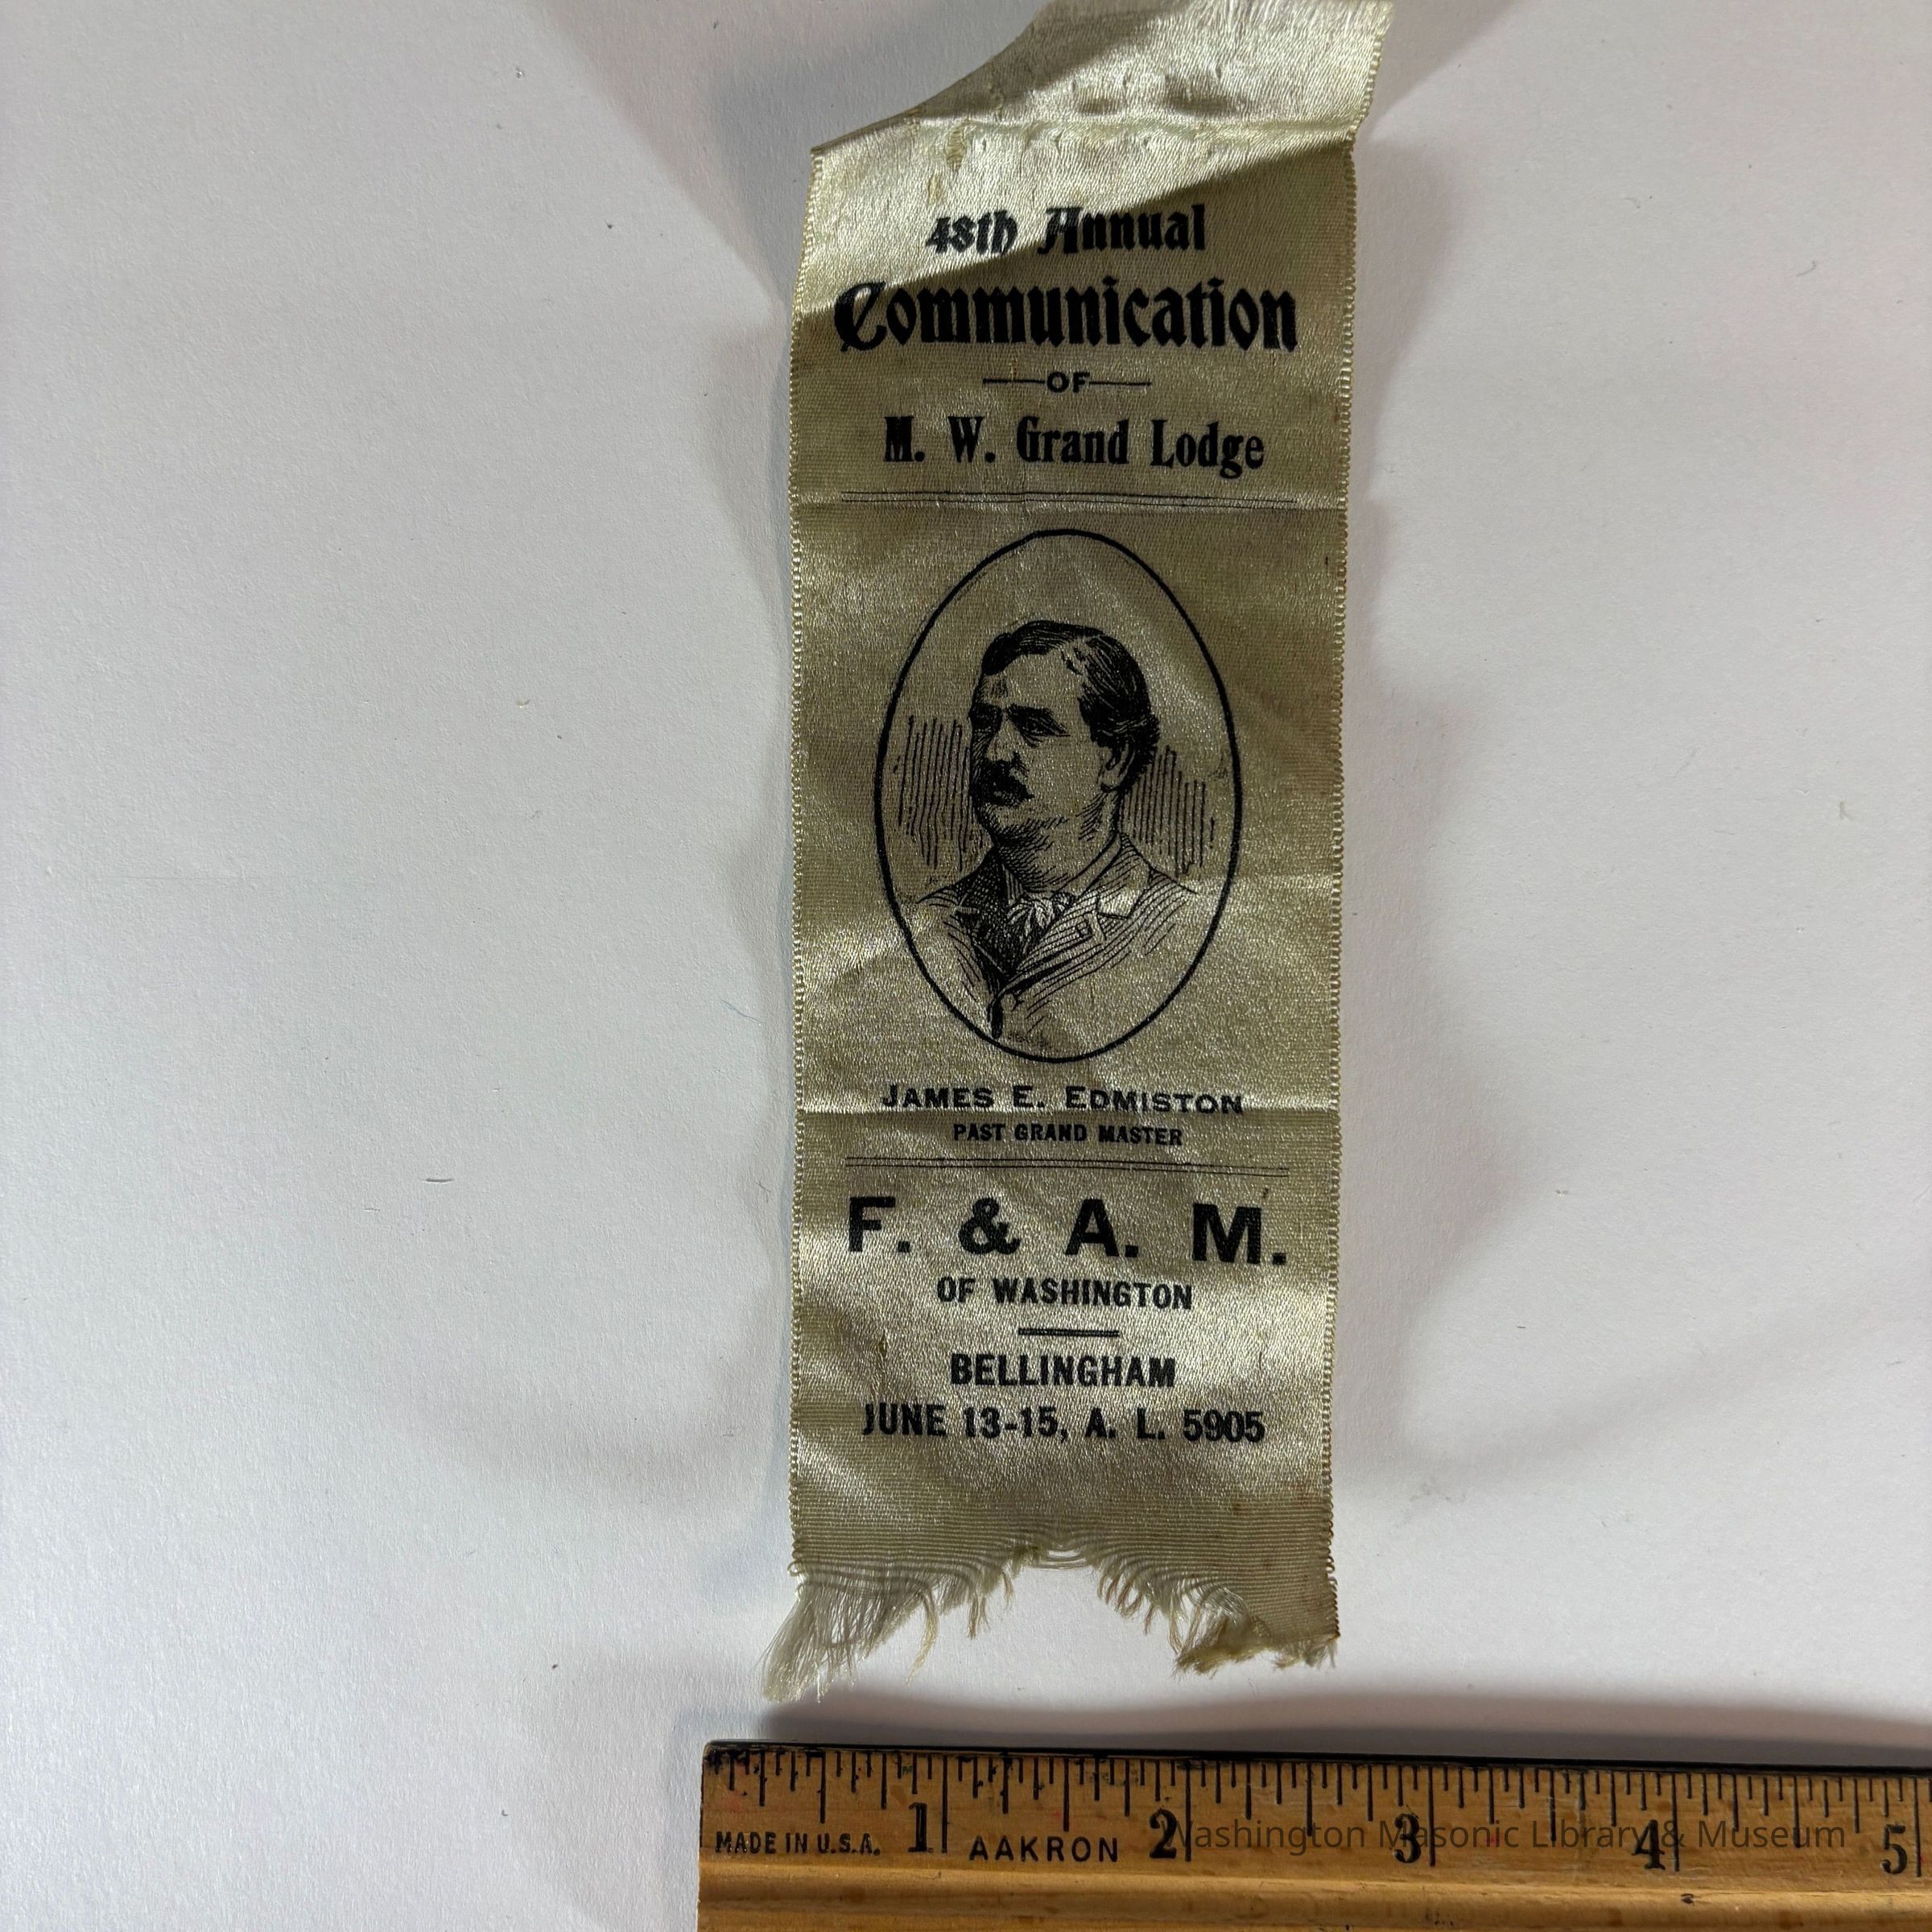 48th Annual
Communication
—OF—
M. W. Grand Lodge
JAMES E. EDMISTON
PAST GRAND MASTER
F. & A. M.
OF WASHINGTON
BELLINGHAM
JUNE 13-15, A. L. 5905
1 2 3 4 5
MADE IN U.S.A. AAKRON
Washington Masonic Library & Museum